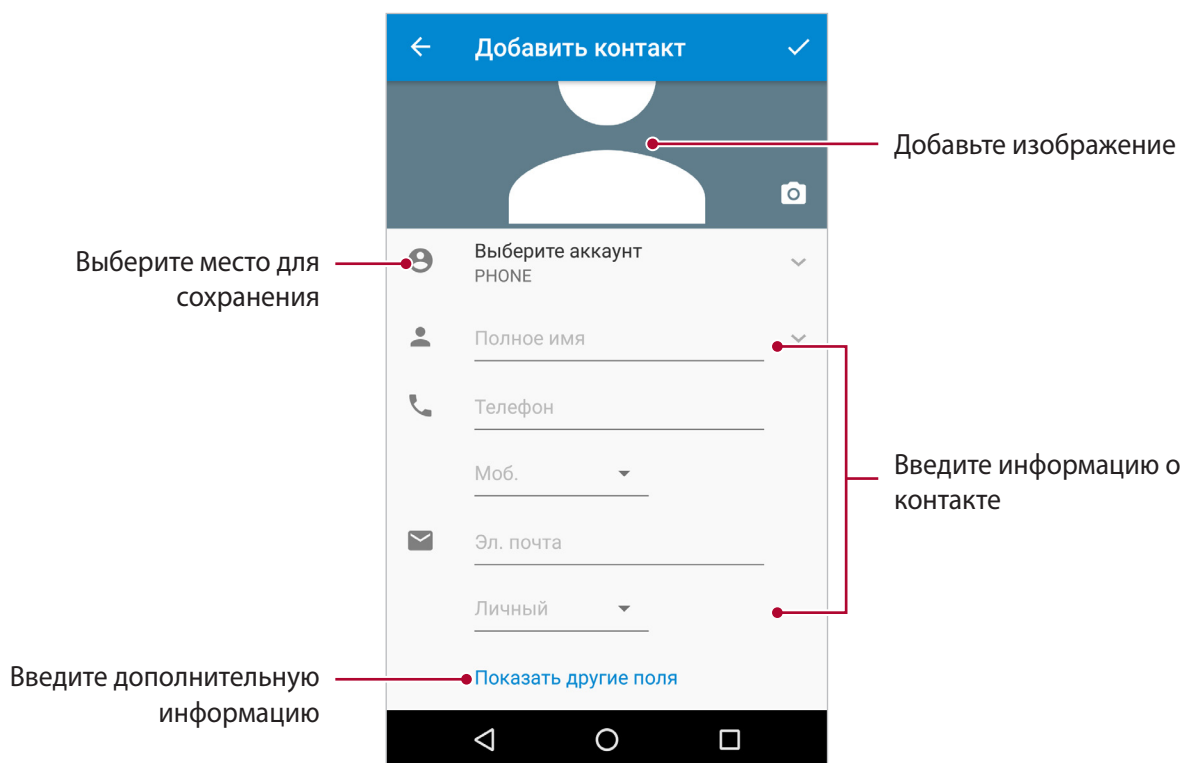 Добавить контакт
Добавьте изображение
Выберите место для
сохранения
Выберите аккаунт
PHONE
Полное имя
Телефон
Моб.
Введите информацию о
контакте
Эл. почта
Личный
Введите дополнительную
информацию
Показать другие поля